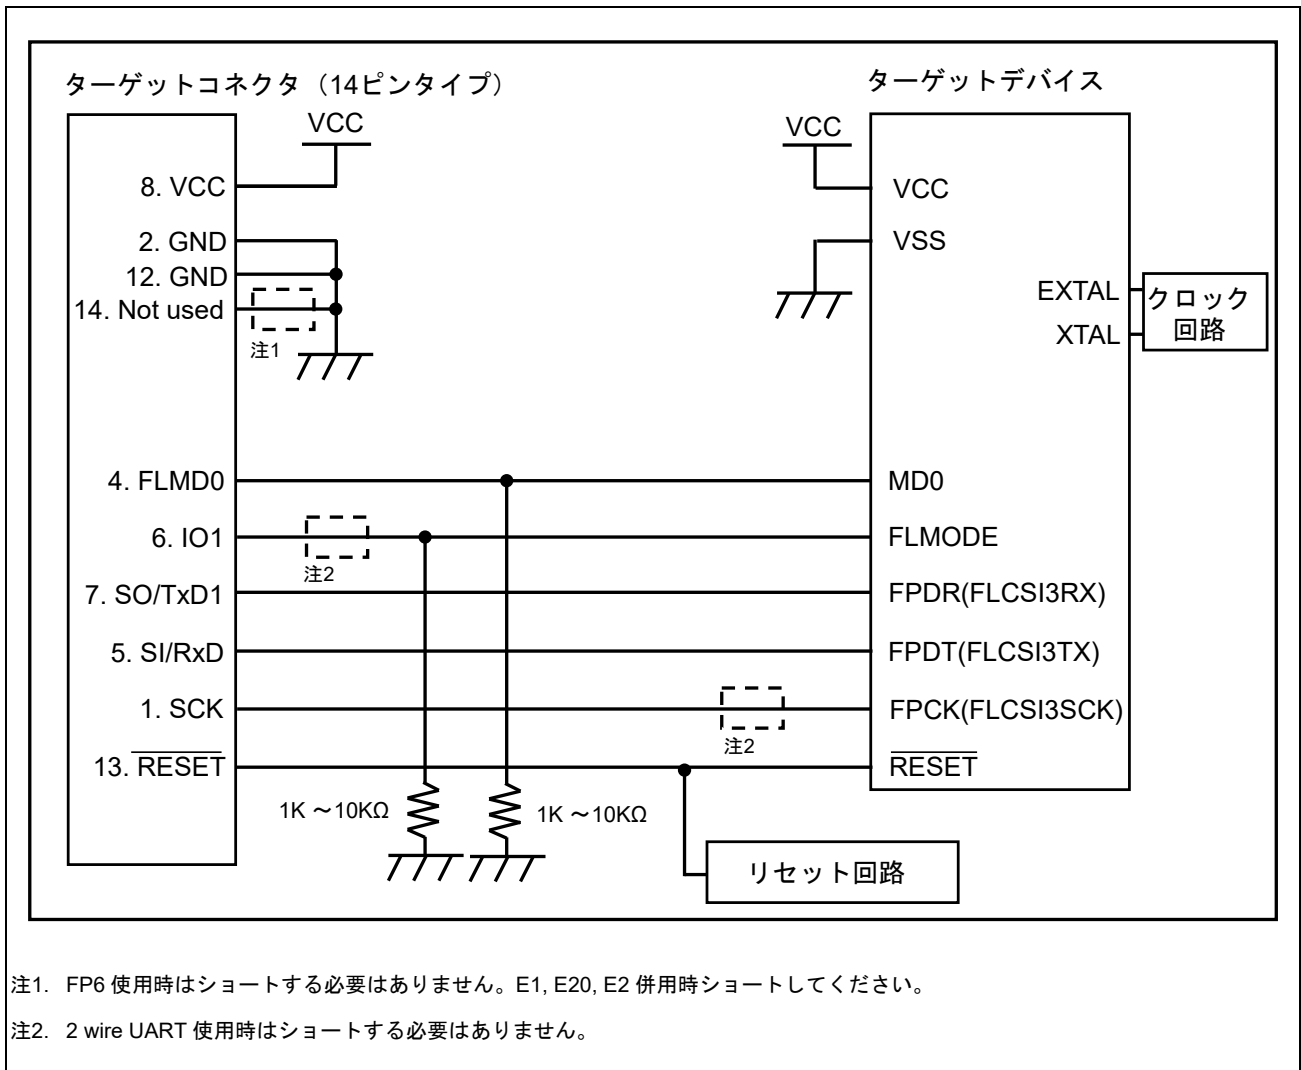 ターゲットコネクタ（14ピンタイプ）
ターゲットデバイス
VCC
VCC
8. VCC
VCC
2. GND
VSS
12. GND
14. Not used
注1
EXTAL
XTAL
クロック
回路
4. FLMD0
MD0
6. IO1
注2
FLMODE
7. SO/TxD1
FPDR(FLCSI3RX)
5. SI/RxD
FPDT(FLCSI3TX)
1. SCK
注2
FPCK(FLCSI3SCK)
13. RESET
RESET
1K ～10KΩ
1K ～10KΩ
リセット回路
注1. FP6 使用時はショートする必要はありません。E1, E20, E2 併用時ショートしてください。
注2. 2 wire UART 使用時はショートする必要はありません。